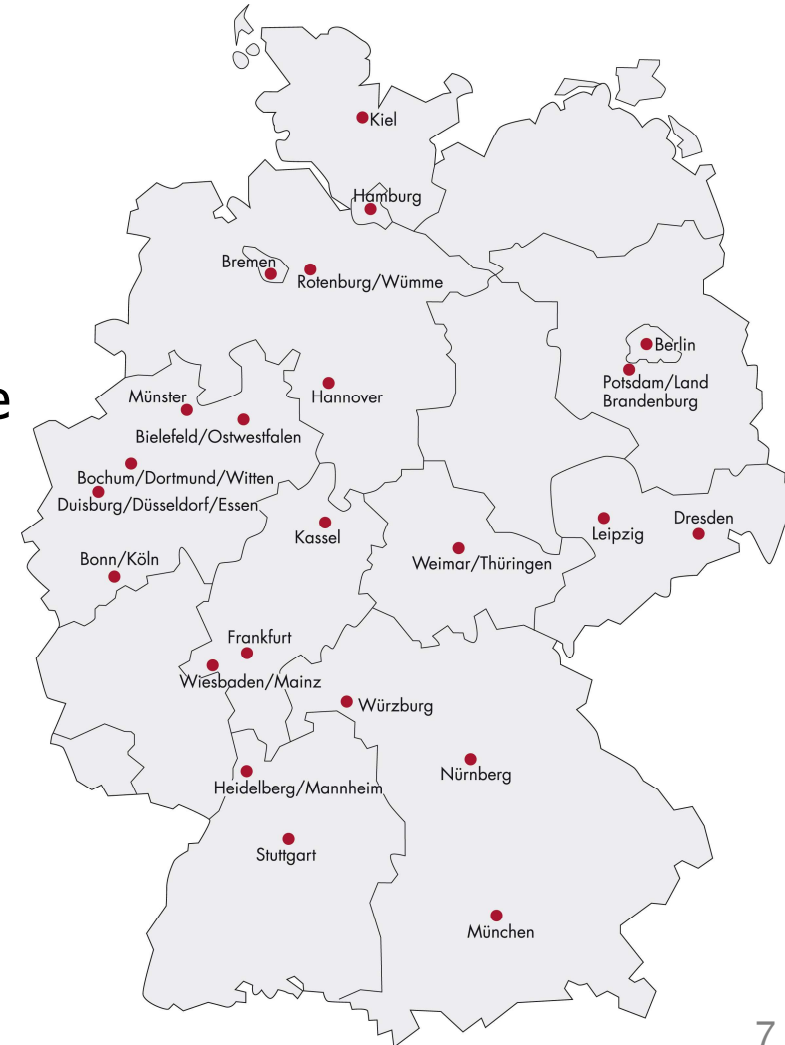 Kiel
Hamburg
Bremen
Rotenburg/Wümme
Berlin
Potsdam/Land
Brandenburg
e
Münster
Hannover
Bielefeld/Ostwestfalen
Bochum/Dortmund/Witten
Duisburg/Düsseldorf/Essen
Kassel
Leipzig
Dresden
Bonn/Köln
Weimar/Thüringen
Frankfurt
Wiesbaden/Mainz
Würzburg
Nürnberg
Heidelberg/Mannheim
Stuttgart
München
7